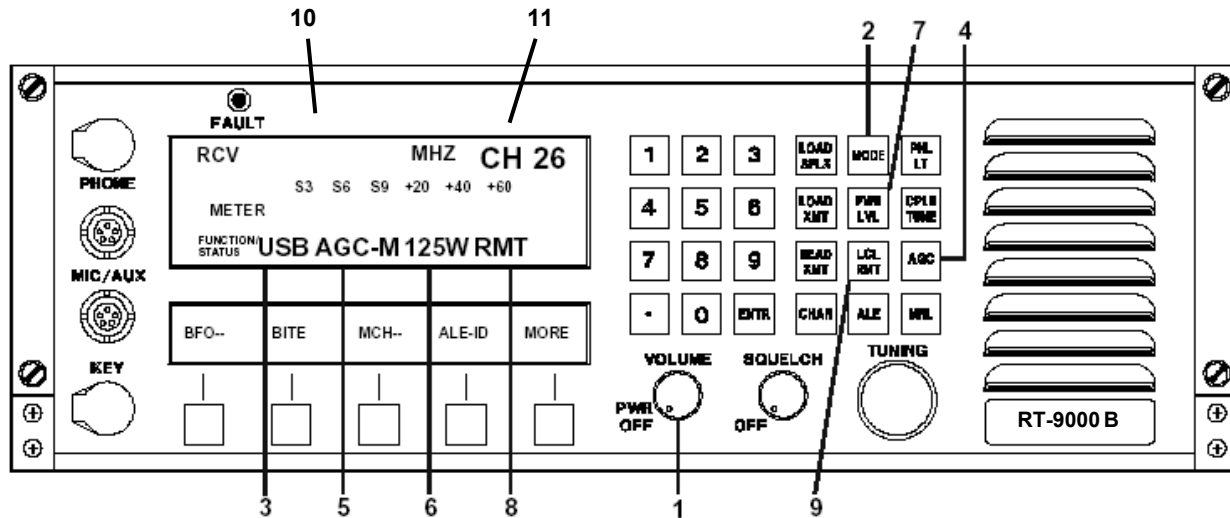 10 11 2 7 4
FAULT
RCV MHZ CH 26
S3 S6 S9 +20 +40 +60
METER
FUNCTION/
STATUS USB AGC-M 125W RMT
PHONE
MIC/AUX
KEY
BFO-- BITE MCH-- ALE-ID MORE
1 2 3 LOAD MODE PNL
LT
4 5 6 LOAD XMT PWR LVL CPLR TUNE
7 8 9 READ XMT LCL RMT AGC
. 0 ENTR CHAN ALE
VOLUME SQUELCH TUNING
PWR
OFF OFF
RT-9000 B
3 5 6 8 1 9